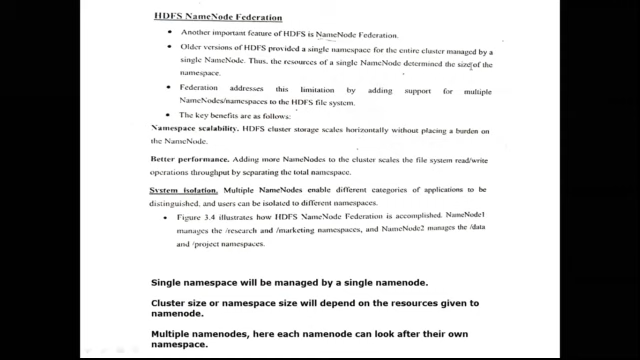 HDFS NameNode Federation
• Another important feature of HDFS is NameNode Federation.
• Older versions of HDFS provided a single namespace for the entire cluster managed by a
single NameNode. Thus, the resources of a single NameNode determined the size of the
namespace.
• Federation addresses this limitation by adding support for multiple
NameNodes/namespaces to the HDFS file system.
• The key benefits are as follows:
Namespace scalability. HDFS cluster storage scales horizontally without placing a burden on
the NameNode.
Better performance. Adding more NameNodes to the cluster scales the file system read/write
operations throughput by separating the total namespace.
System isolation. Multiple NameNodes enable different categories of applications to be
distinguished, and users can be isolated to different namespaces.
• Figure 3.4 illustrates how HDFS NameNode Federation is accomplished. NameNode1
manages the /research and /marketing namespaces, and NameNode2 manages the /data
and /project namespaces.
Single namespace will be managed by a single namenode.
Cluster size or namespace size will depend on the resources given to
namenode.
Multiple namenodes, here each namenode can look after their own
namespace.